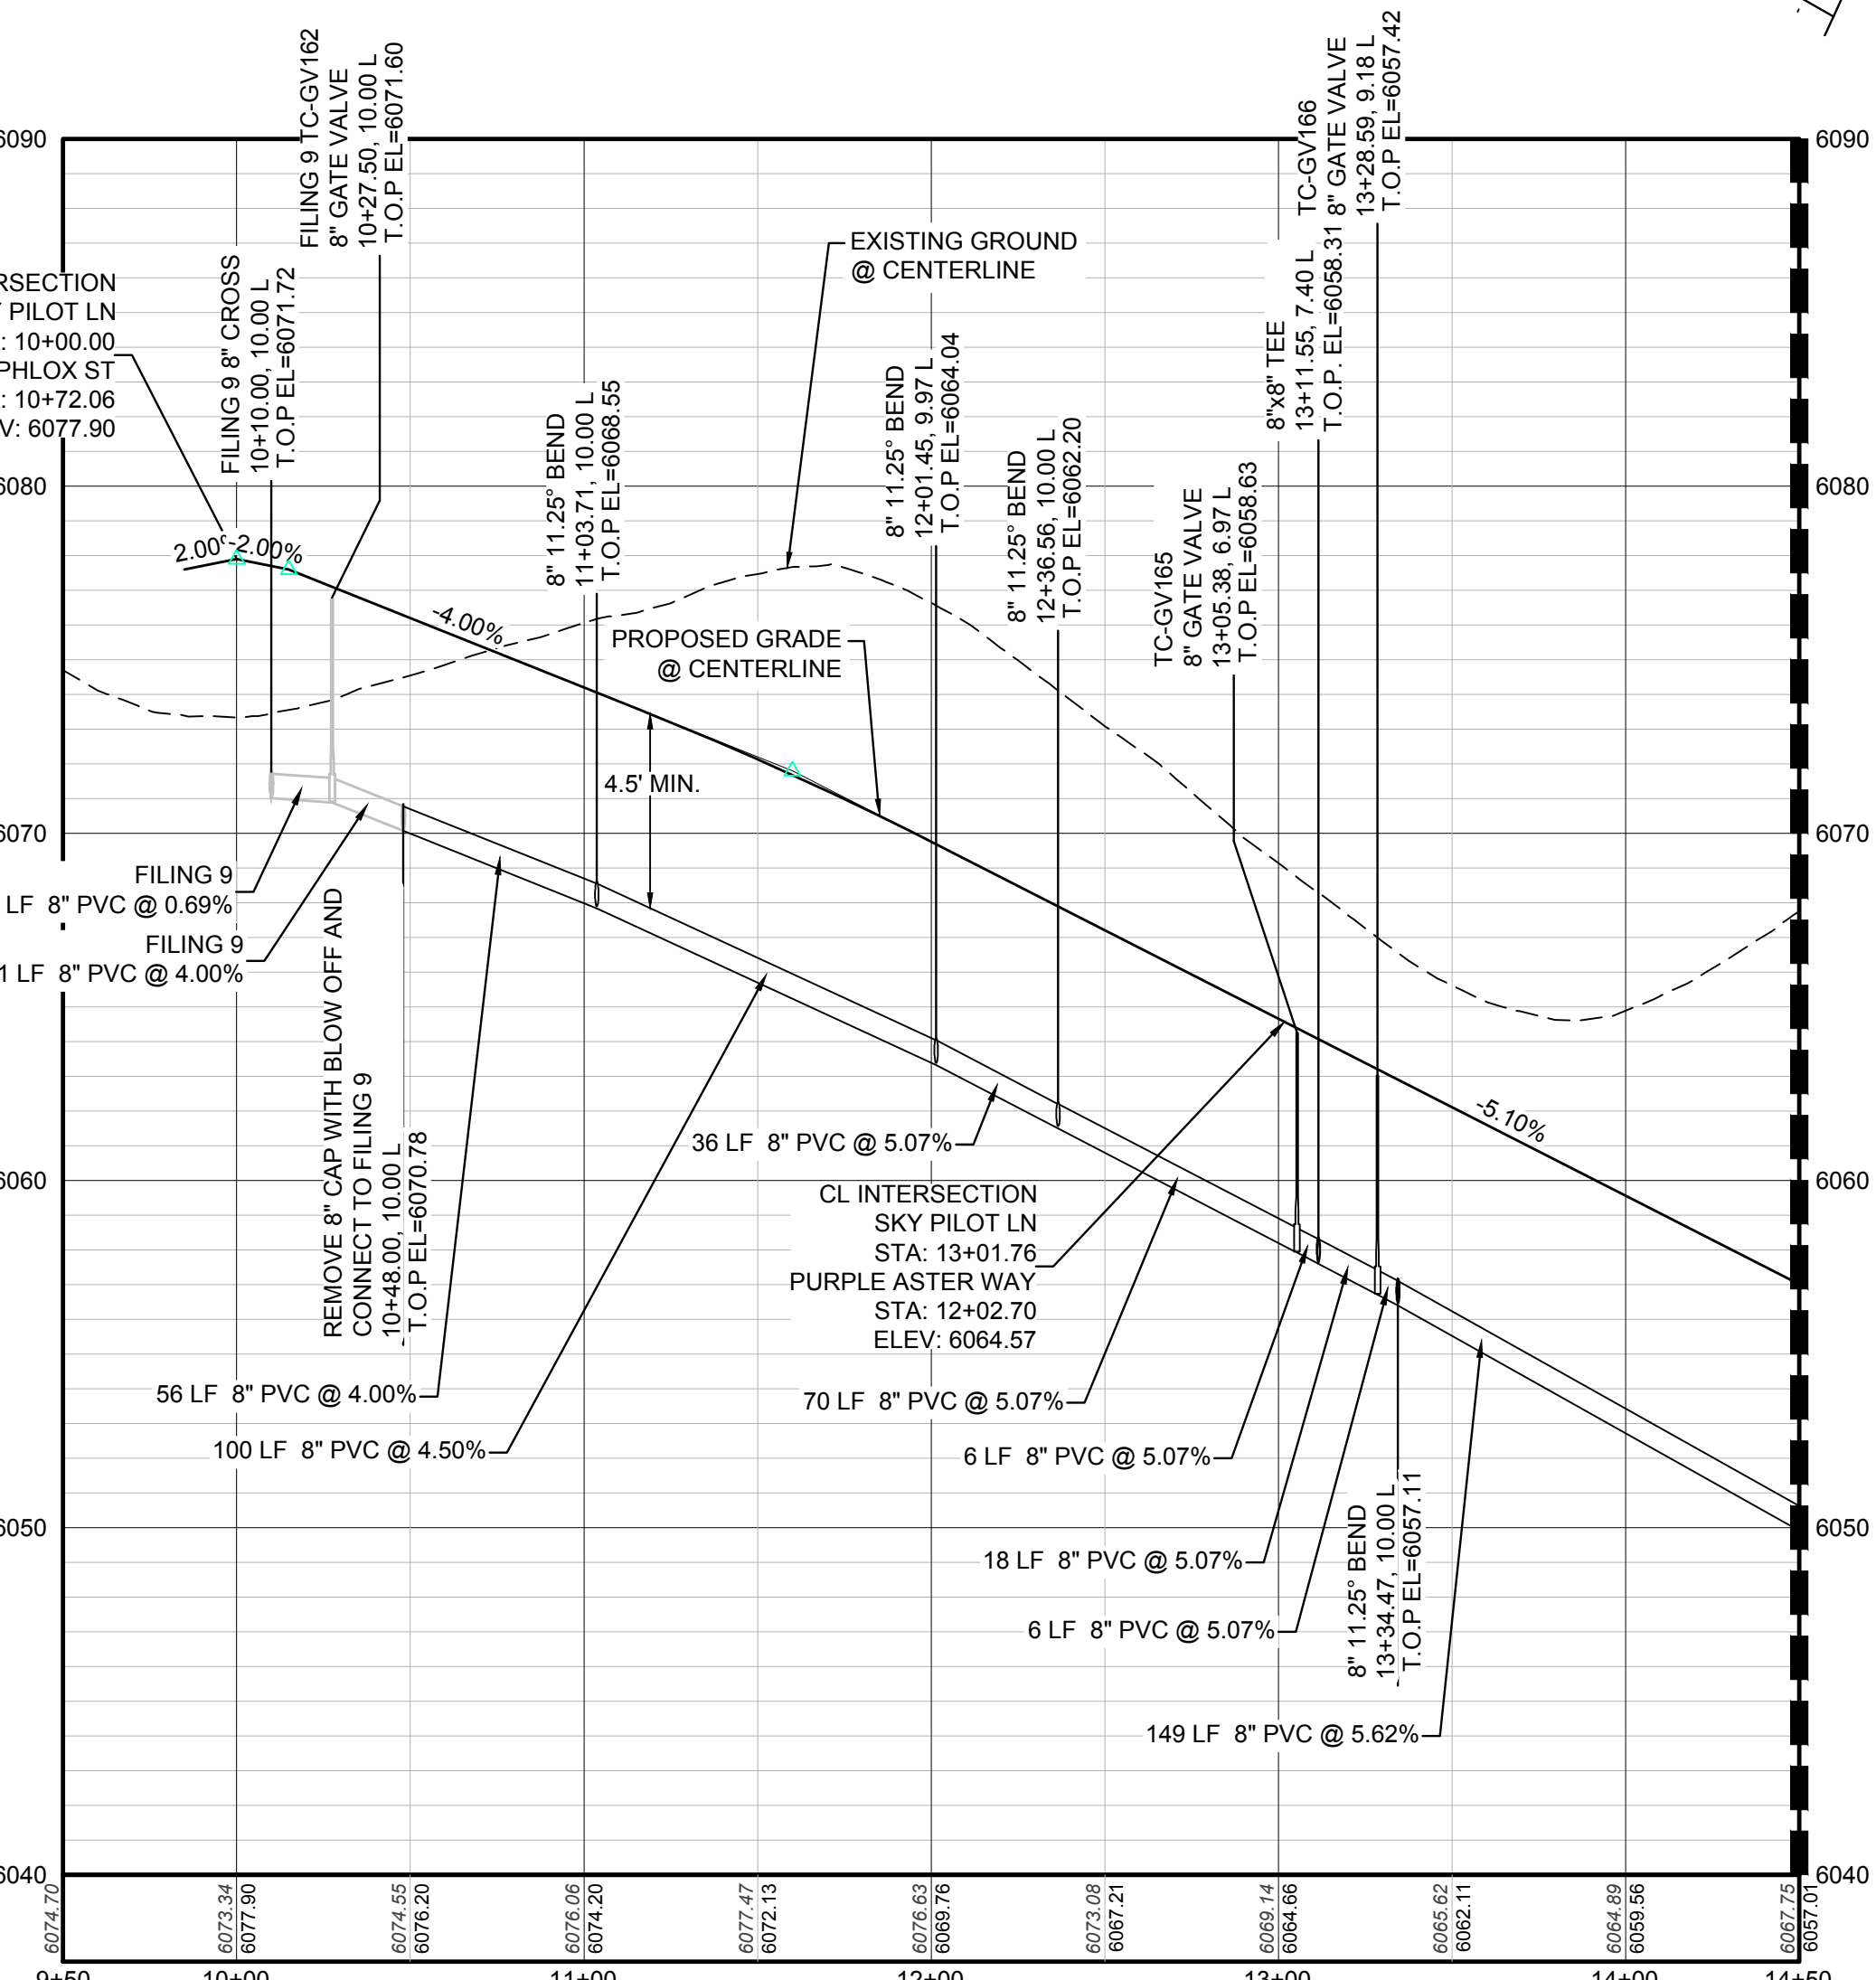 FILING 9 TC-GV162
8" GATE VALVE
10+27.50, 10.00 L
T.O.P EL=6071.60
TC-GV166
8" GATE VALVE
13+28.59, 9.18 L
T.O.P EL=6057.42
6090
6090
RSECTION
PILOT LN
: 10+00.00
PHLOX ST
: 10+72.06
V: 6077.90
FILING 9 8" CROSS
10+10.00, 10.00 L
T.O.P EL=6071.72
EXISTING GROUND
@ CENTERLINE
8"x8" TEE
13+11.55, 7.40 L
T.O.P. EL=6058.31
8" 11.25° BEND
11+03.71, 10.00 L
T.O.P EL=6068.55
8" 11.25° BEND
12+01.45, 9.97 L
T.O.P EL=6064.04
8" 11.25° BEND
12+36.56, 10.00 L
T.O.P EL=6062.20
TC-GV165
8" GATE VALVE
13+05.38, 6.97 L
T.O.P EL=6058.63
6080
6080
2.00%
-2.00%
-4.00%
PROPOSED GRADE
@ CENTERLINE
4.5' MIN.
6070
6070
FILING 9
LF 8" PVC @ 0.69%
FILING 9
1 LF 8" PVC @ 4.00%
REMOVE 8" CAP WITH BLOW OFF AND
CONNECT TO FILING 9
10+48.00, 10.00 L
T.O.P EL=6070.78
36 LF 8" PVC @ 5.07%
-5.10%
6060
6060
CL INTERSECTION
SKY PILOT LN
STA: 13+01.76
PURPLE ASTER WAY
STA: 12+02.70
ELEV: 6064.57
56 LF 8" PVC @ 4.00%
70 LF 8" PVC @ 5.07%
100 LF 8" PVC @ 4.50%
6 LF 8" PVC @ 5.07%
6050
6050
18 LF 8" PVC @ 5.07%
6 LF 8" PVC @ 5.07%
8" 11.25° BEND
13+34.47, 10.00 L
T.O.P EL=6057.11
149 LF 8" PVC @ 5.62%
6040
6040
6074.70
6073.34
6077.90
6074.55
6076.20
6076.06
6074.20
6077.47
6072.13
6076.63
6069.76
6073.08
6067.21
6069.14
6064.66
6065.62
6062.11
6064.89
6059.56
6067.75
6057.01
9+50
10+00
11+00
12+00
13+00
14+00
14+50